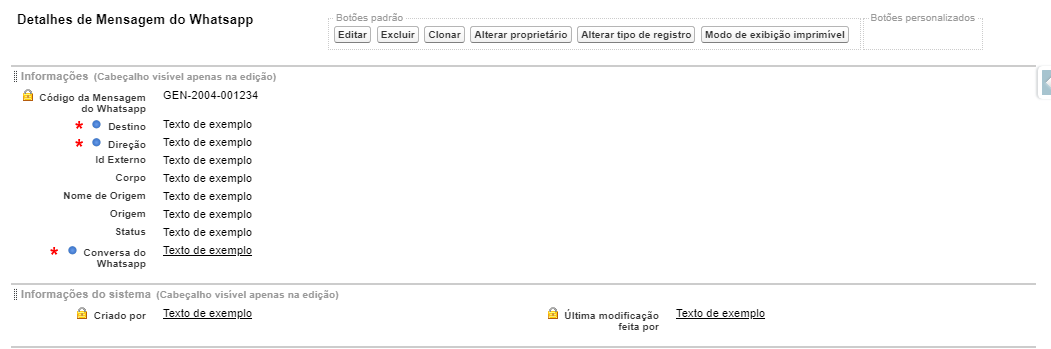 Detalhes de Mensagem do Whatsapp
Botões padrão
Botões personalizados
Editar Excluir Clonar Alterar proprietário Alterar tipo de registro Modo de exibição imprimível
Informações (Cabeçalho visível apenas na edição)
Código da Mensagem do Whatsapp GEN-2004-001234
* Destino Texto de exemplo
* Direção Texto de exemplo
Id Externo Texto de exemplo
Corpo Texto de exemplo
Nome de Origem Texto de exemplo
Origem Texto de exemplo
Status Texto de exemplo
* Conversa do Whatsapp Texto de exemplo
Informações do sistema (Cabeçalho visível apenas na edição)
Criado por Texto de exemplo
Última modificação feita por Texto de exemplo